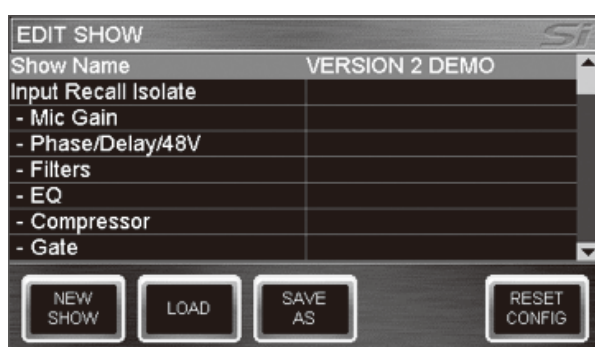 EDIT SHOW Si
Show Name VERSION 2 DEMO
Input Recall Isolate
- Mic Gain
- Phase/Delay/48V
- Filters
- EQ
- Compressor
- Gate
NEW SHOW
LOAD
SAVE AS
RESET CONFIG